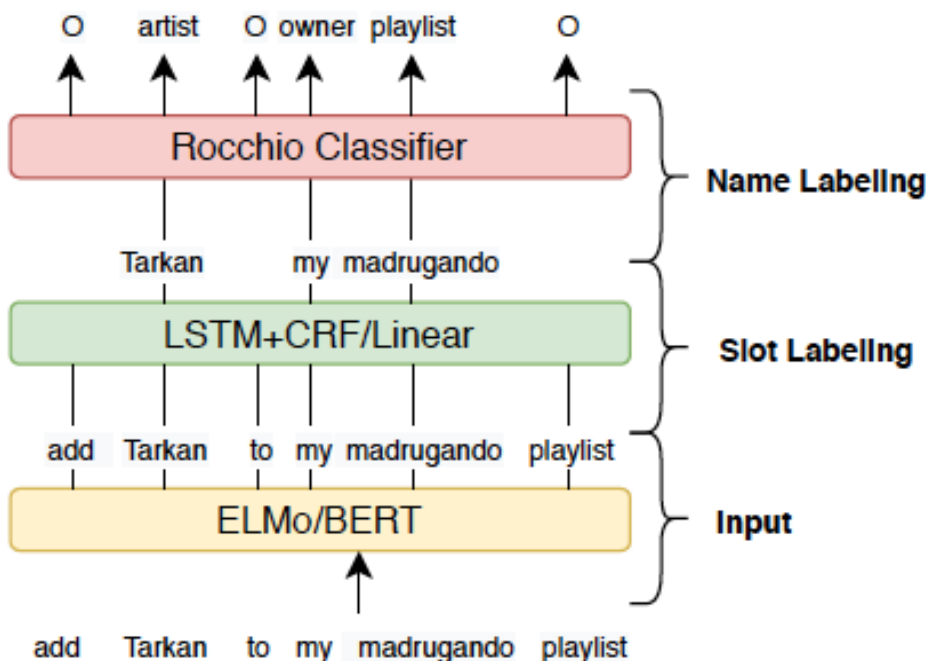 O artist O owner playlist O
Rocchio Classifier
Name Labeling
Tarkan my madrugando
LSTM+CRF/Linear
Slot Labeling
add Tarkan to my madrugando playlist
ELMo/BERT
Input
add Tarkan to my madrugando playlist